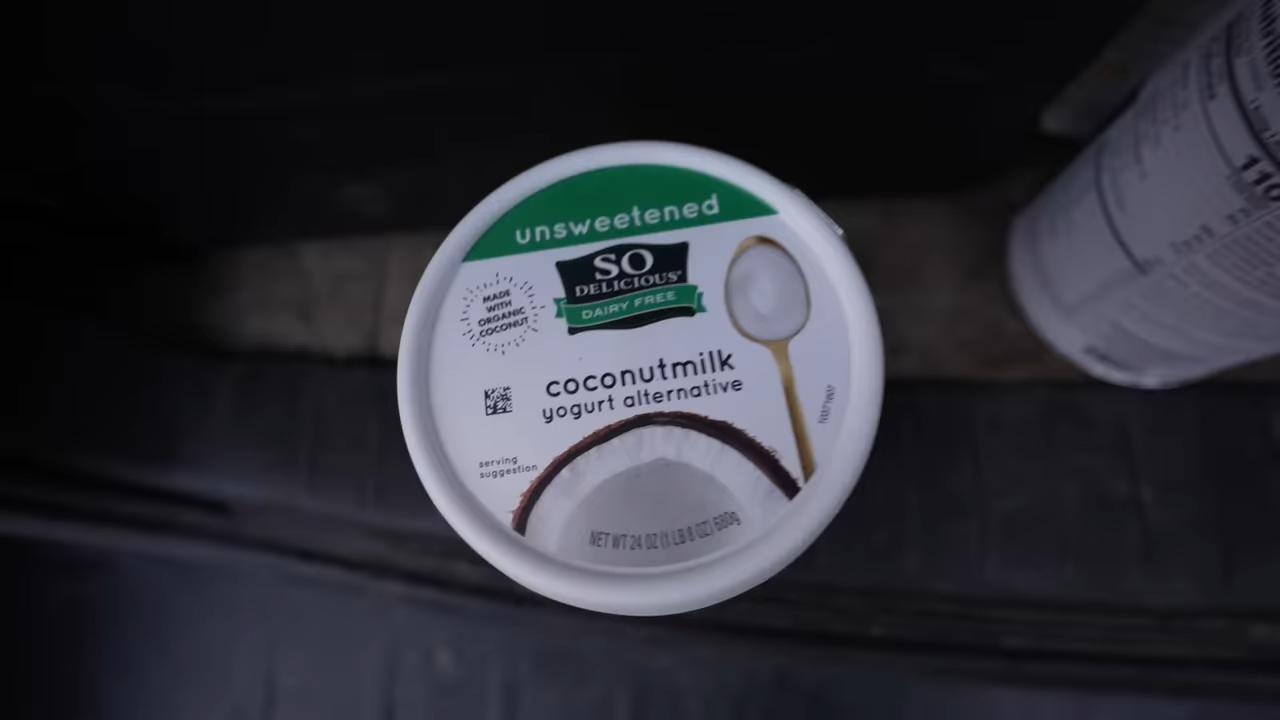 unsweetened
SO
DELICIOUS®
DAIRY FREE
MADE
WITH
ORGANIC
COCONUT
coconutmilk
yogurt alternative
serving
suggestion
NET WT 24 OZ (1 LB 8 OZ) 680g
110